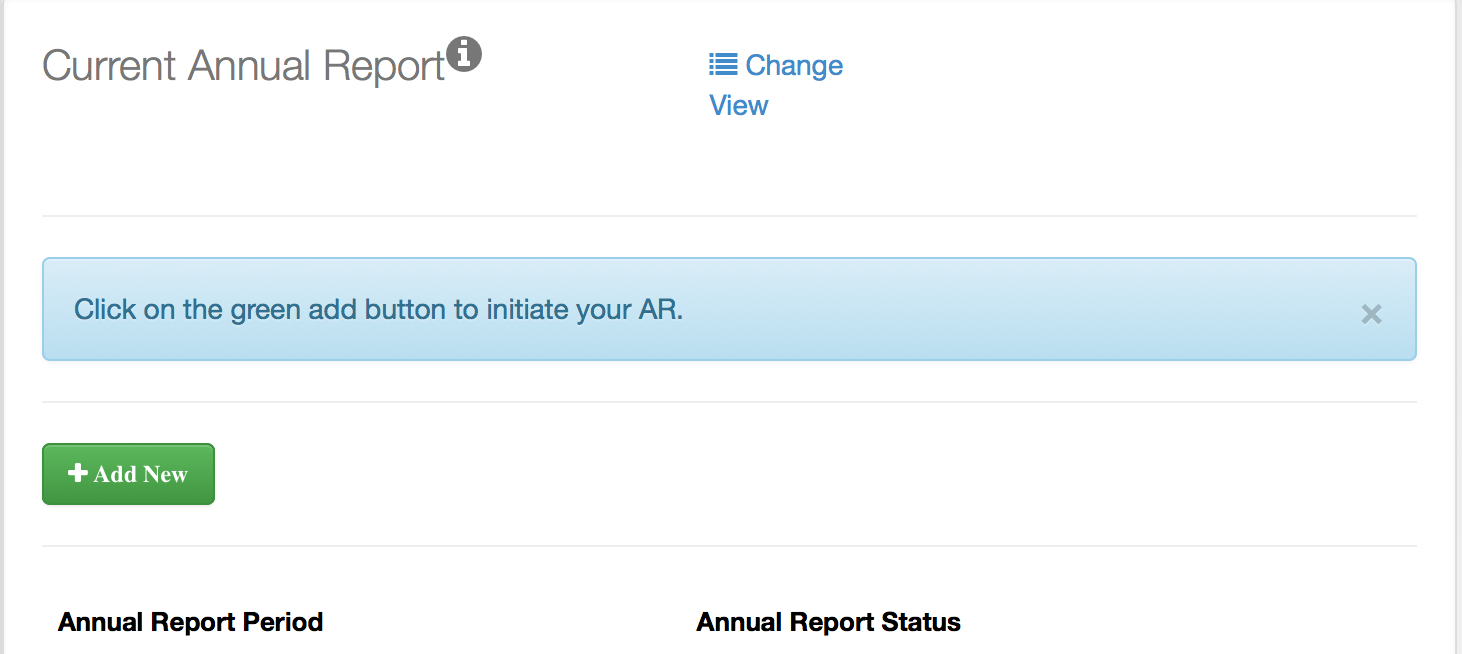 Current Annual Report
Change
View
Click on the green add button to initiate your AR.
Add New
Annual Report Period
Annual Report Status